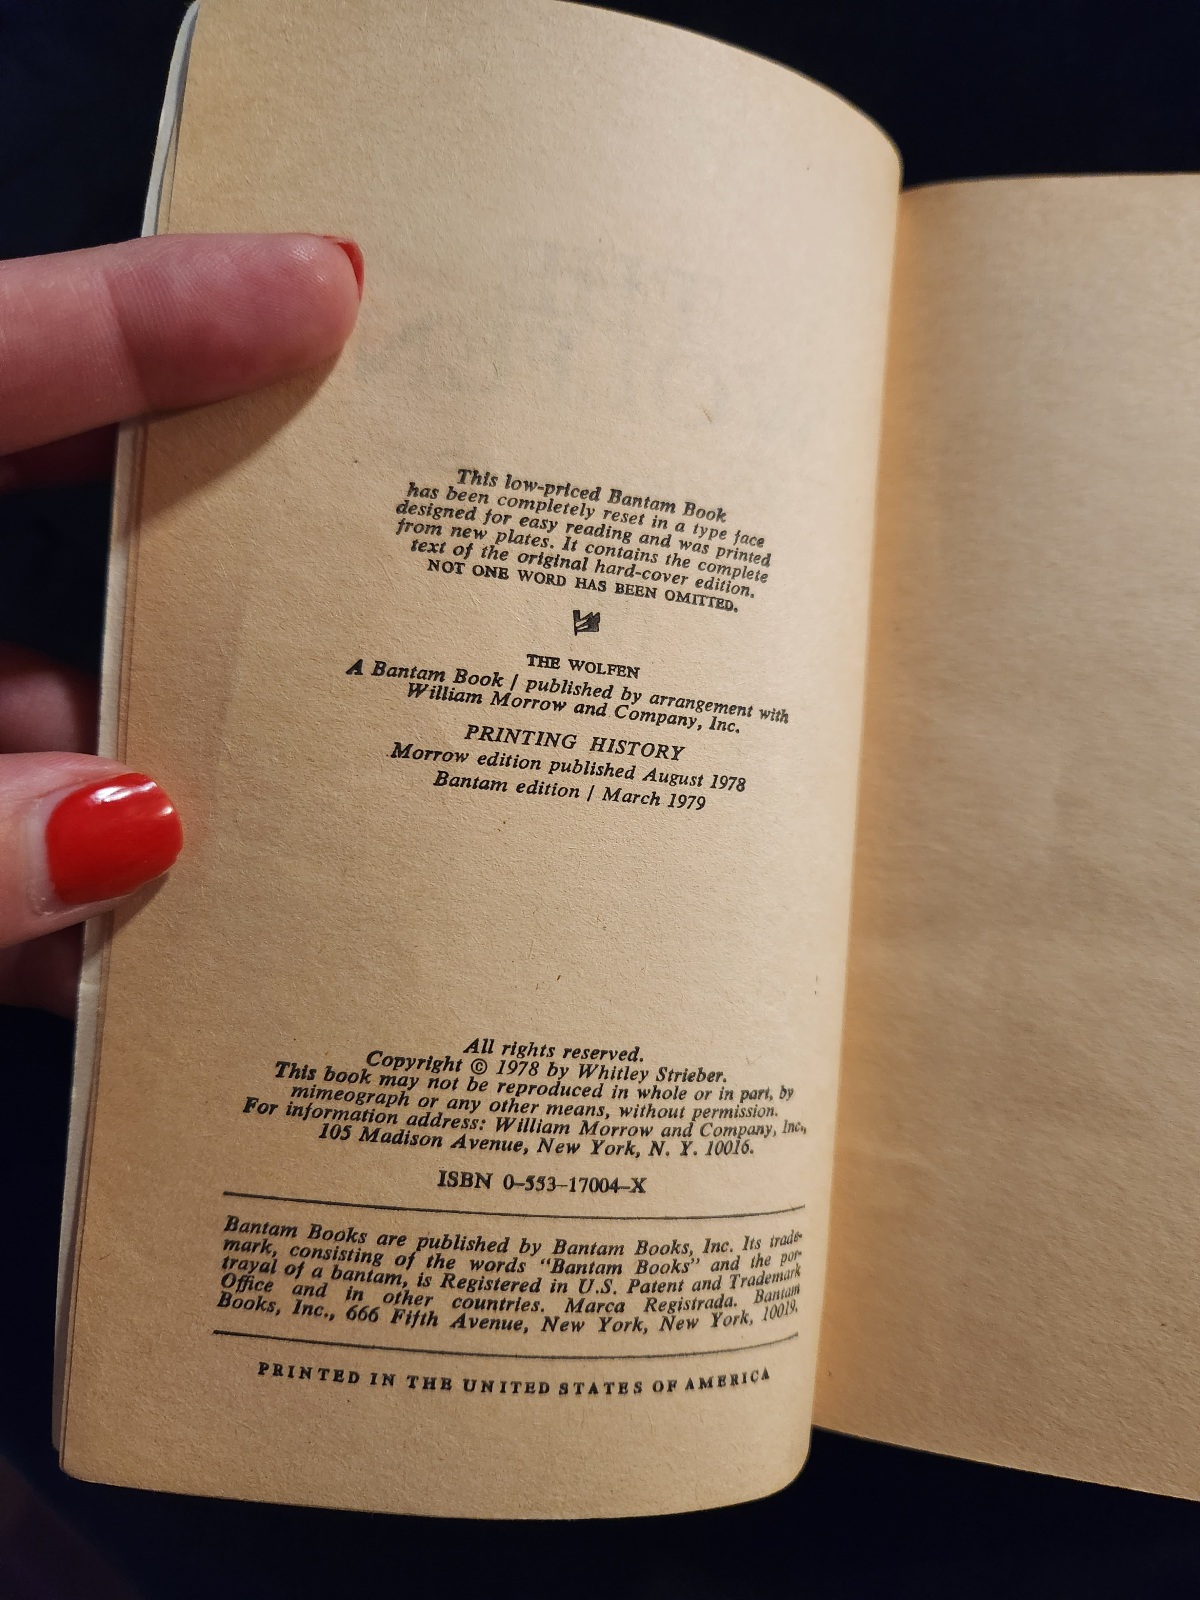 This low-priced Bantam Book
has been completely reset in a type face
designed for easy reading and was printed
from new plates. It contains the complete
text of the original hard-cover edition.
NOT ONE WORD HAS BEEN OMITTED.
THE WOLFEN
A Bantam Book / published by arrangement with
William Morrow and Company, Inc.
PRINTING HISTORY
Morrow edition published August 1978
Bantam edition / March 1979
All rights reserved.
Copyright © 1978 by Whitley Strieber.
This book may not be reproduced in whole or in part, by
mimeograph or any other means, without permission.
For information address: William Morrow and Company, Inc.,
105 Madison Avenue, New York, N. Y. 10016.
ISBN 0-553-17004-X
Bantam Books are published by Bantam Books, Inc. Its trade-
mark, consisting of the words "Bantam Books" and the por-
trayal of a bantam, is Registered in U.S. Patent and Trademark
Office and in other countries. Marca Registrada. Bantam
Books, Inc., 666 Fifth Avenue, New York, New York, 10019.
PRINTED IN THE UNITED STATES OF AMERICA